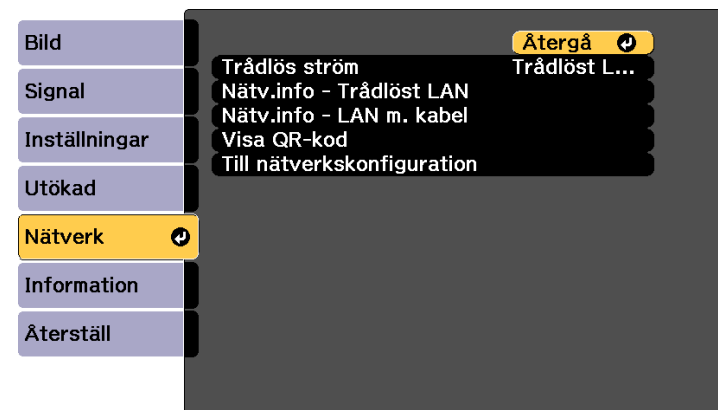 Bild
Signal
Inställningar
Utökad
Nätverk
Information
Återställ
Återgå
Trådlös ström Trådlöst L...
Nätv.info - Trådlöst LAN
Nätv.info - LAN m. kabel
Visa QR-kod
Till nätverkskonfiguration